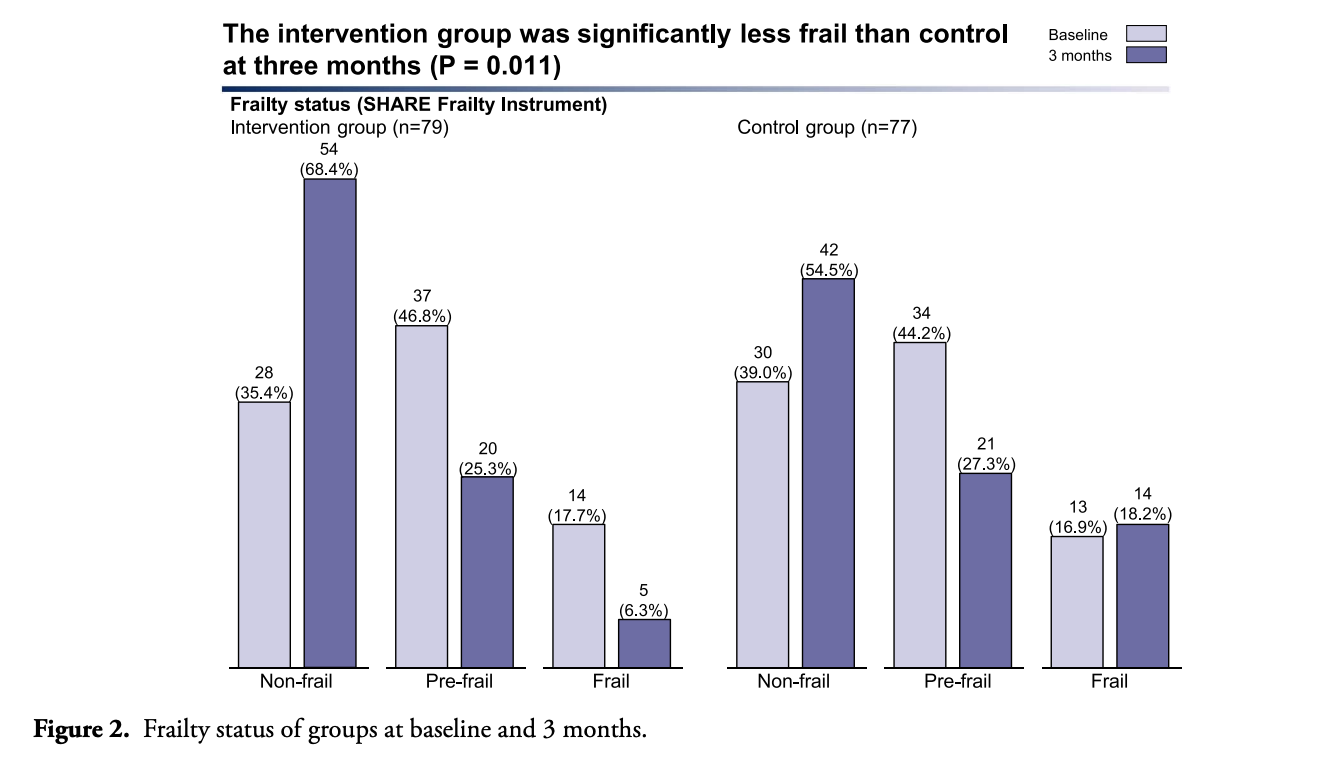 The intervention group was significantly less frail than control
at three months (P = 0.011)
Baseline
3 months
Frailty status (SHARE Frailty Instrument)
Intervention group (n=79)
54
(68.4%)
37
(46.8%)
28
(35.4%)
20
(25.3%)
14
(17.7%)
5
(6.3%)
Non-frail
Pre-frail
Frail
Control group (n=77)
42
(54.5%)
34
(44.2%)
30
(39.0%)
21
(27.3%)
13
(16.9%)
14
(18.2%)
Non-frail
Pre-frail
Frail
Figure 2. Frailty status of groups at baseline and 3 months.